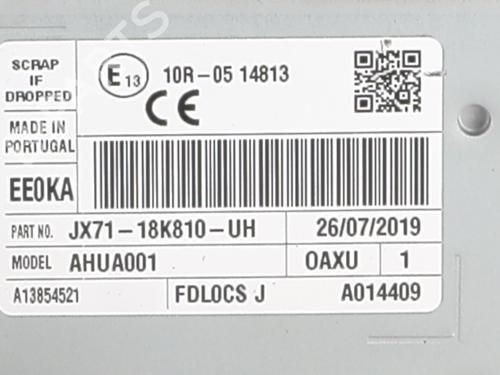 SCRAP
IF
DROPPED
E13 10R-05 14813
CE
MADE IN
PORTUGAL
EE0KA
PART NO. JX71-18K810-UH 26/07/2019
MODEL AHUA001 OAXU 1
A13854521 FDL0CS J A014409